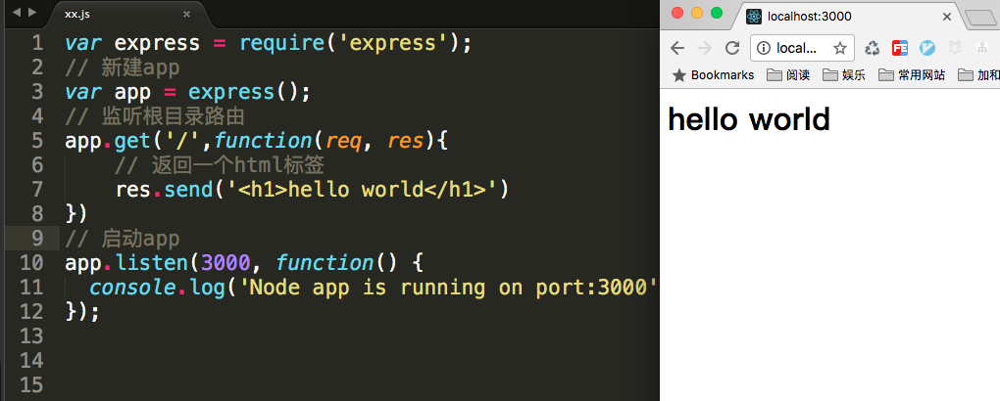 xx.js
1 var express = require('express');
2 // 新建app
3 var app = express();
4 // 监听根目录路由
5 app.get('/',function(req, res){
6 // 返回一个html标签
7 res.send('<h1>hello world</h1>')
8 })
9 // 启动app
10 app.listen(3000, function() {
11 console.log('Node app is running on port:3000'
12 });
13
14
15
localhost:3000
local...
FE
Bookmarks 阅读 娱乐 常用网站 加和
hello world